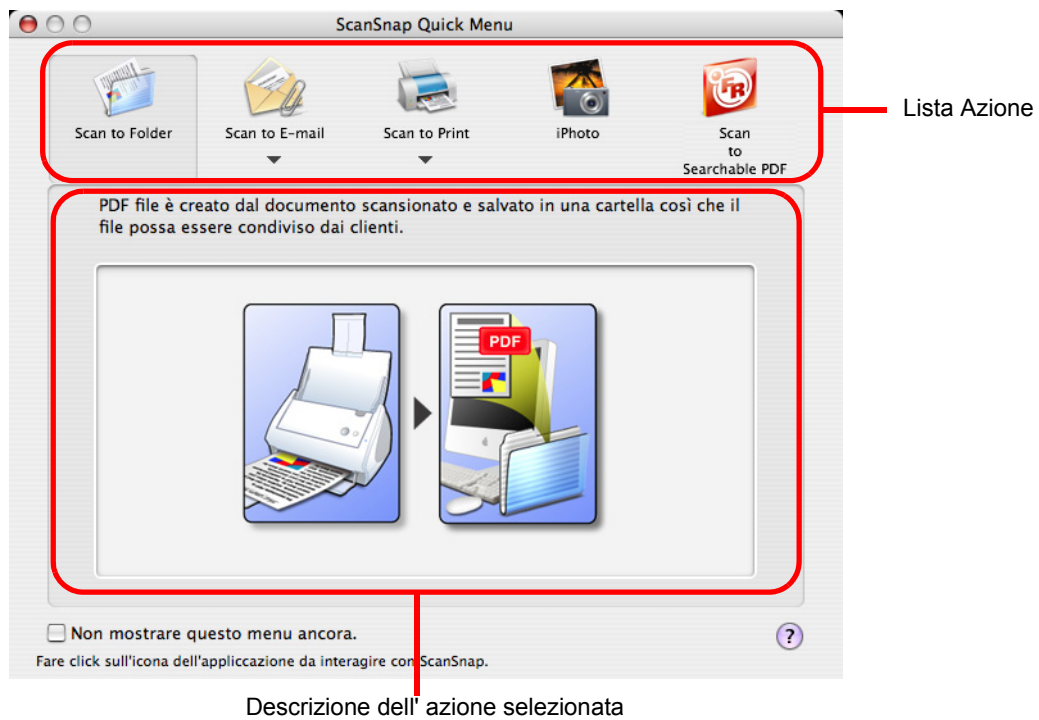 ScanSnap Quick Menu
Scan to Folder
Scan to E-mail
Scan to Print
iPhoto
Scan
to
Searchable PDF
Lista Azione
PDF file è creato dal documento scansionato e salvato in una cartella così che il
file possa essere condiviso dai clienti.
PDF
Non mostrare questo menu ancora.
?
Fare click sull'icona dell'appliccazione da interagire con ScanSnap.
Descrizione dell' azione selezionata